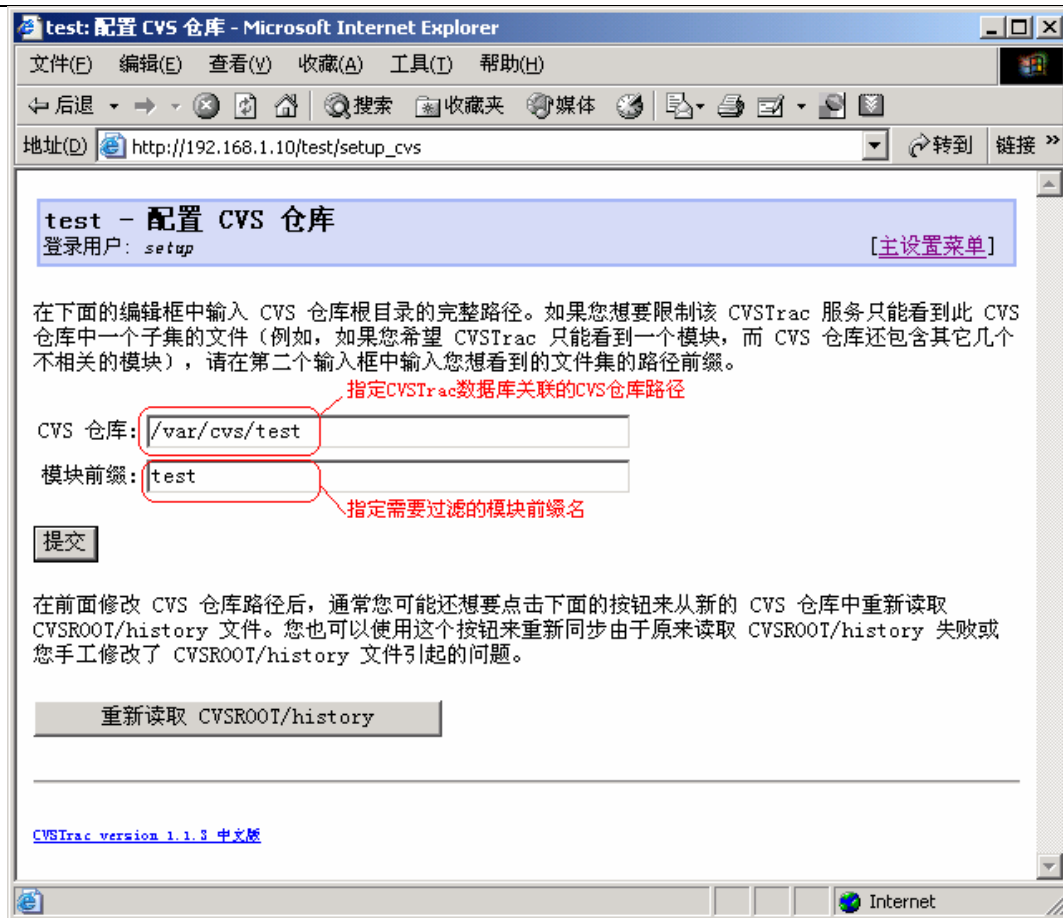 test: 配置 CVS 仓库 - Microsoft Internet Explorer
文件(F) 编辑(E) 查看(V) 收藏(A) 工具(T) 帮助(H)
后退 搜索 收藏夹 媒体
地址(D) http://192.168.1.10/test/setup_cvs 转到 链接 »
test - 配置 CVS 仓库
登录用户: setup [主设置菜单]
在下面的编辑框中输入 CVS 仓库根目录的完整路径。如果您想要限制该 CVSTrac 服务只能看到此 CVS
仓库中一个子集的文件（例如，如果您希望 CVSTrac 只能看到一个模块，而 CVS 仓库还包含其它几个
不相关的模块），请在第二个输入框中输入您想看到的文件集的路径前缀。
指定CVSTrac数据库关联的CVS仓库路径
CVS 仓库: /var/cvs/test
模块前缀: test
指定需要过滤的模块前缀名
提交
在前面修改 CVS 仓库路径后，通常您可能还想要点击下面的按钮来从新的 CVS 仓库中重新读取
CVSROOT/history 文件。您也可以使用这个按钮来重新同步由于原来读取 CVSROOT/history 失败或
您手工修改了 CVSROOT/history 文件引起的问题。
重新读取 CVSROOT/history
CVSTrac version 1.1.3 中文版
Internet